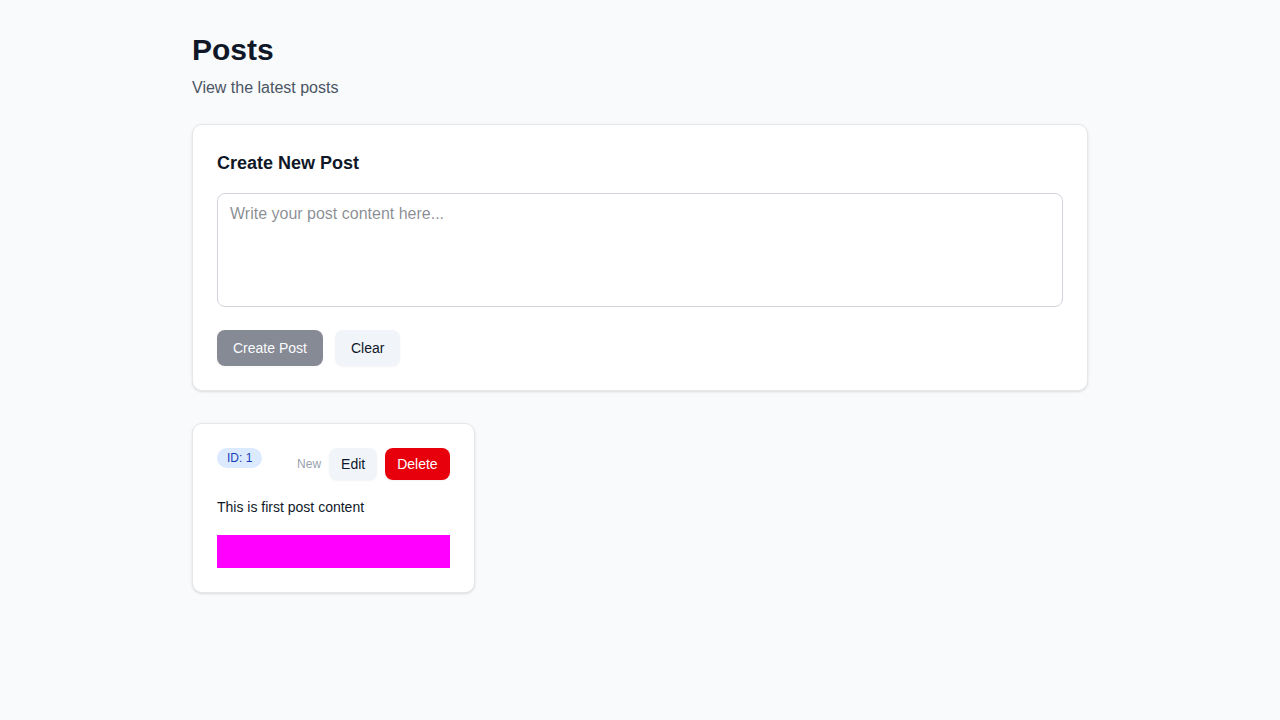 Posts
View the latest posts
Create New Post
Write your post content here...
Create Post Clear
ID: 1 New Edit Delete
This is first post content